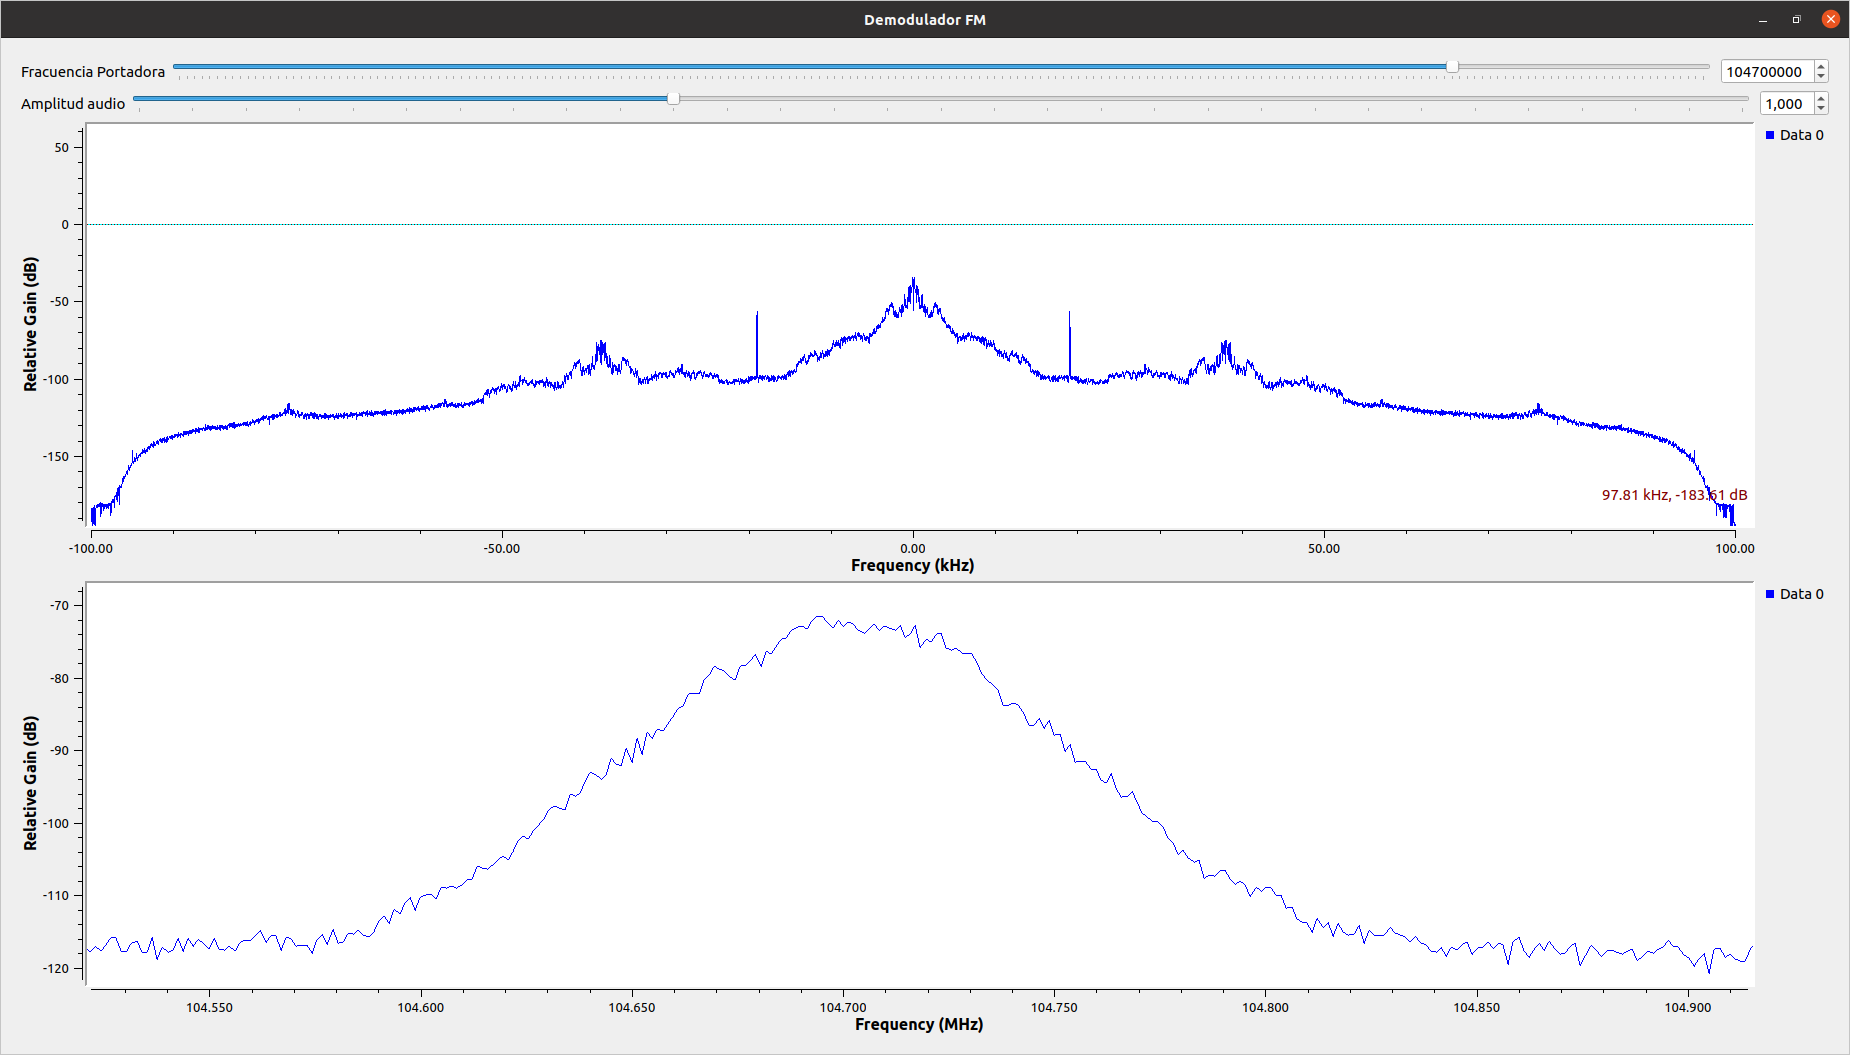 Demodulador FM
Fracuencia Portadora
104700000
Amplitud audio
1,000
Data 0
50
0
-50
-100
-150
Relative Gain (dB)
97.81 kHz, -183.61 dB
-100.00 -50.00 0.00 50.00 100.00
Frequency (kHz)
Data 0
-70
-80
-90
-100
-110
-120
Relative Gain (dB)
104.550 104.600 104.650 104.700 104.750 104.800 104.850 104.900
Frequency (MHz)